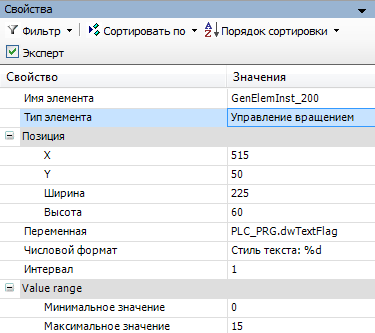 Свойства
Фильтр Сортировать по Порядок сортировки
Эксперт
Свойство Значения
Имя элемента GenElemInst_200
Тип элемента Управление вращением
Позиция
X 515
Y 50
Ширина 225
Высота 60
Переменная PLC_PRG.dwTextFlag
Числовой формат Стиль текста: %d
Интервал 1
Value range
Минимальное значение 0
Максимальное значение 15